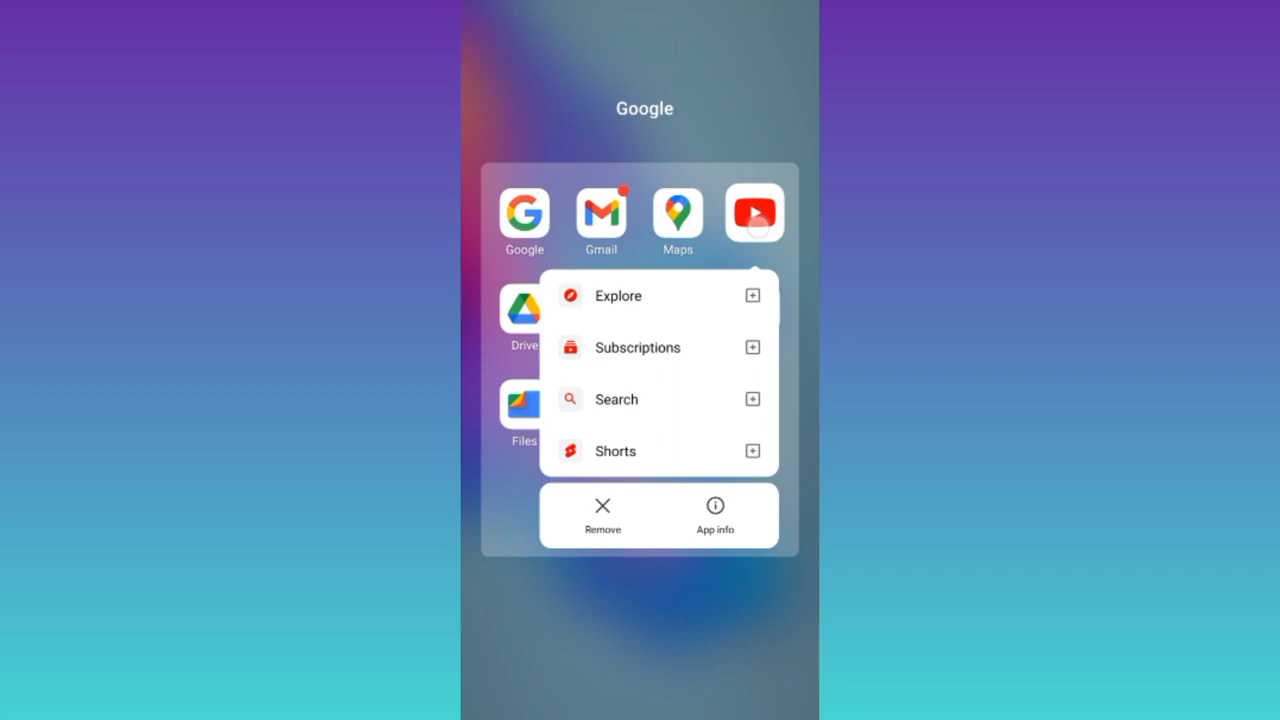 Google
Google Gmail Maps
Explore
Drive
Subscriptions
Search
Files
Shorts
Remove App info